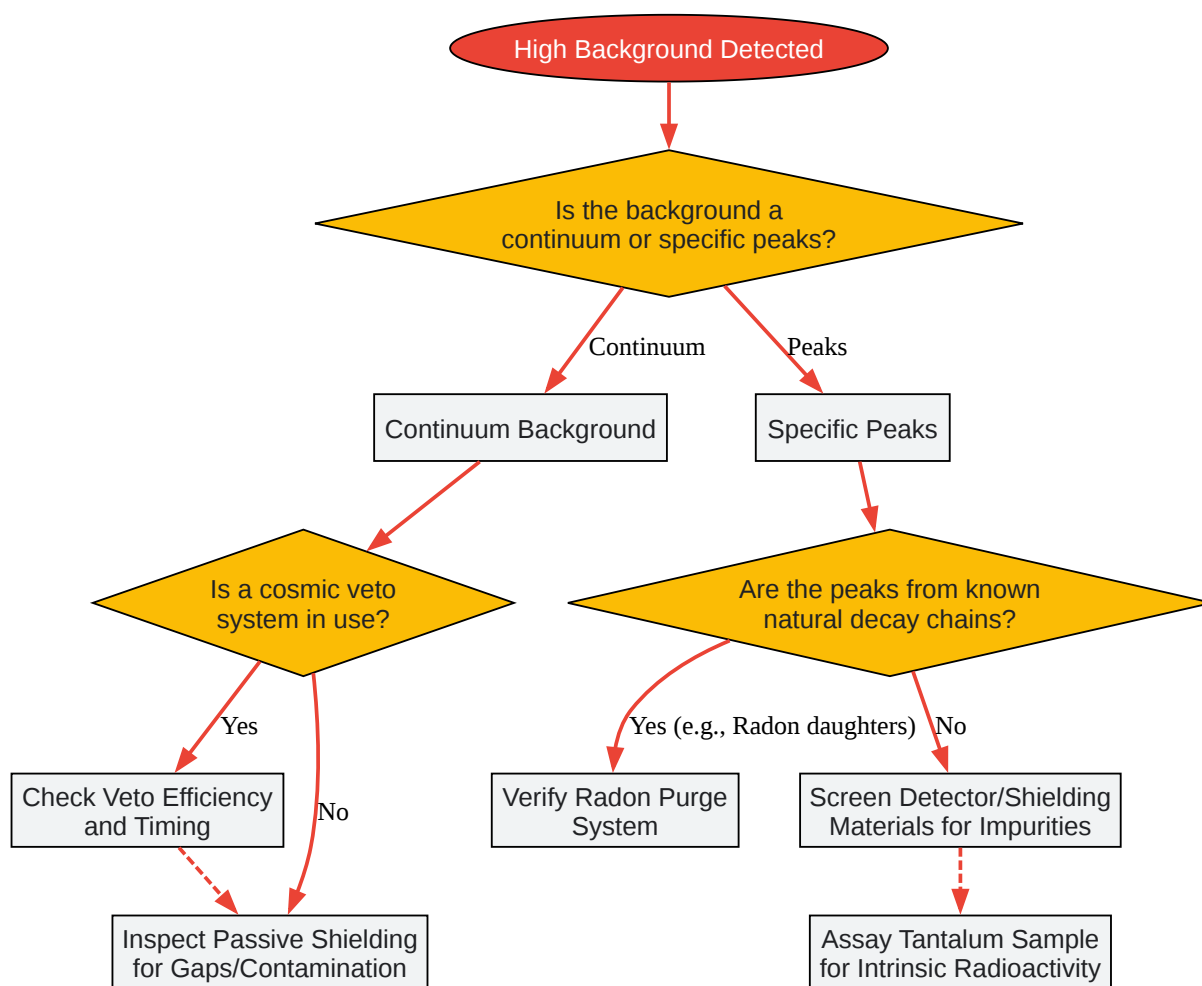 High Background Detected
Is the background a
continuum or specific peaks?
Continuum
Peaks
Continuum Background
Specific Peaks
Is a cosmic veto
system in use?
Are the peaks from known
natural decay chains?
Yes
No
Yes (e.g., Radon daughters)
No
Check Veto Efficiency
and Timing
Verify Radon Purge
System
Screen Detector/Shielding
Materials for Impurities
Inspect Passive Shielding
for Gaps/Contamination
Assay Tantalum Sample
for Intrinsic Radioactivity